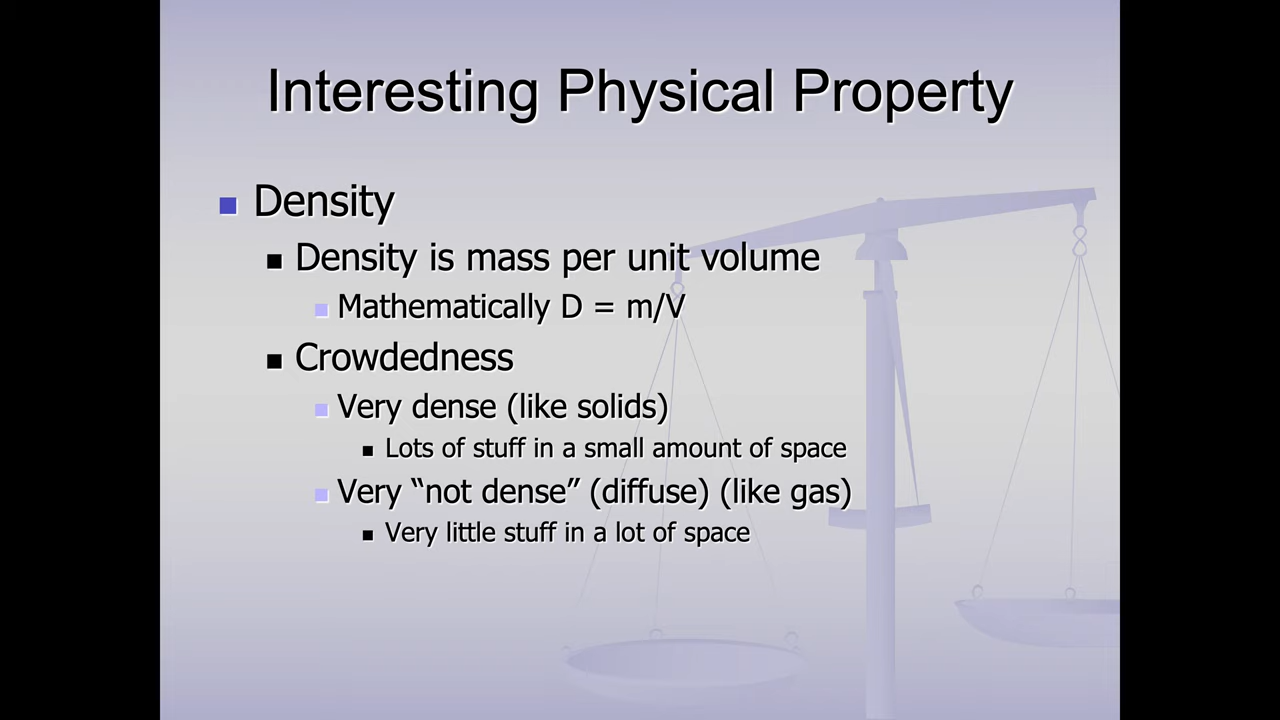 Interesting Physical Property
Density
Density is mass per unit volume
Mathematically D = m/V
Crowdedness
Very dense (like solids)
Lots of stuff in a small amount of space
Very “not dense” (diffuse) (like gas)
Very little stuff in a lot of space